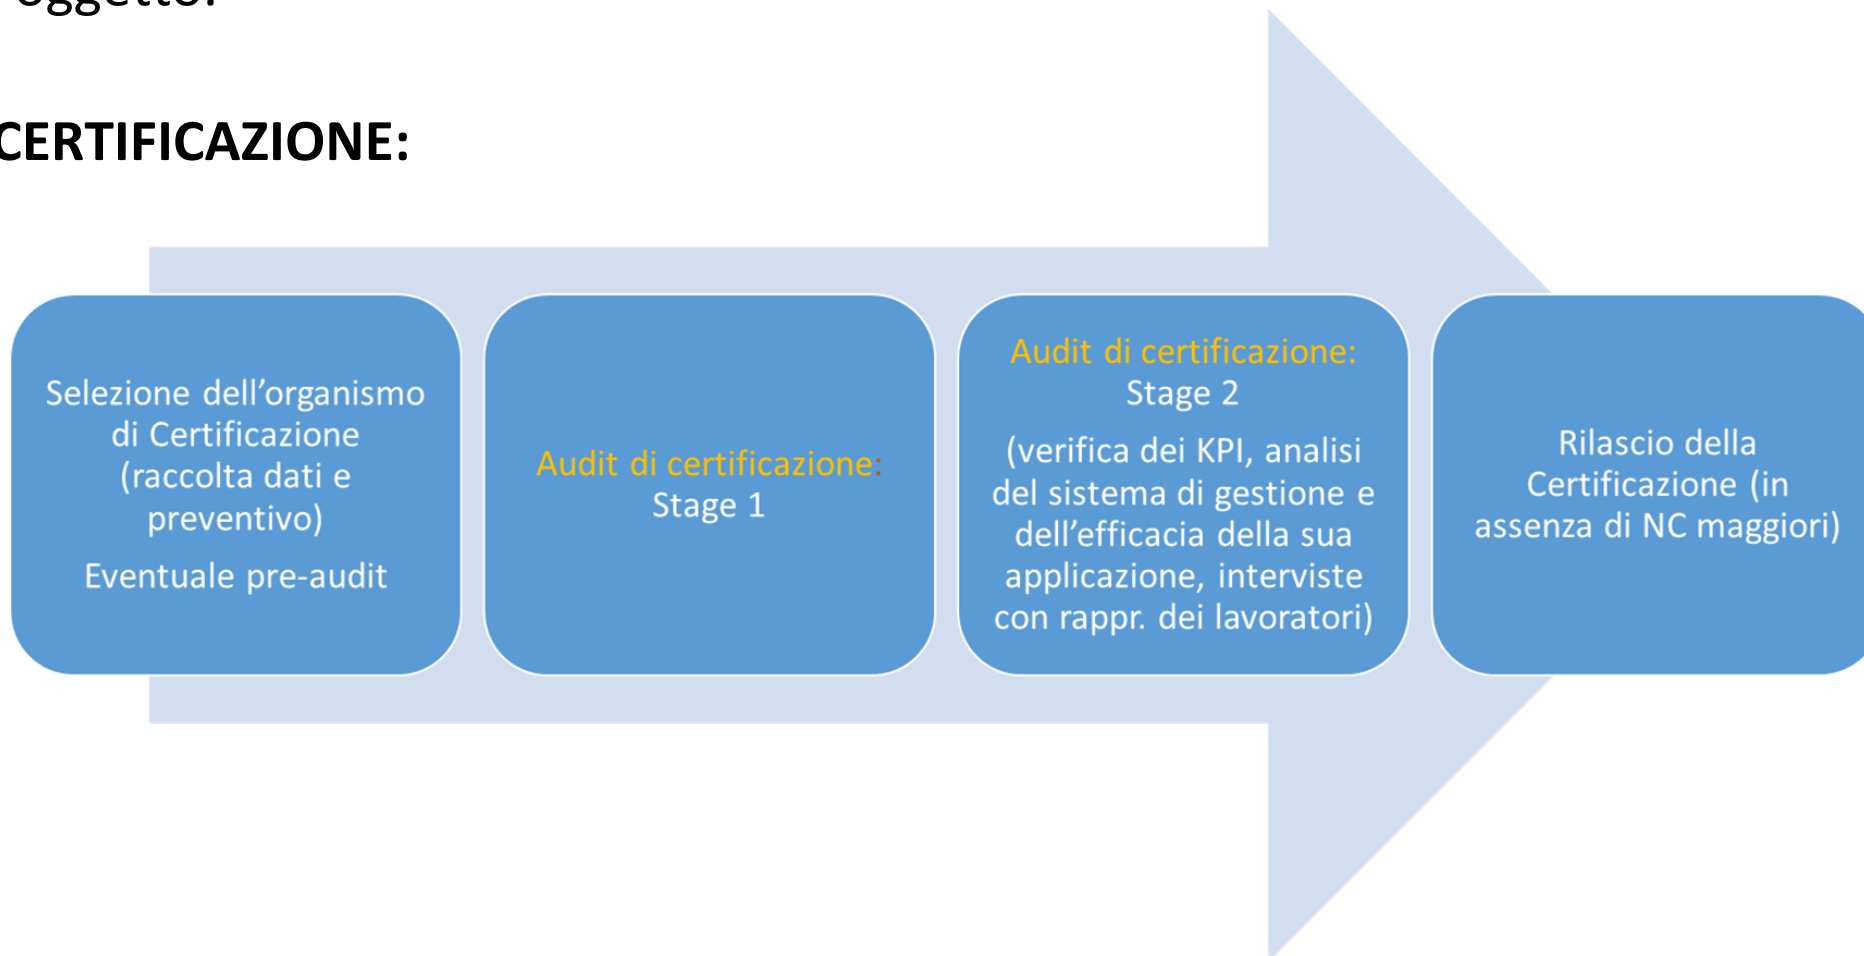 oggetto.
CERTIFICAZIONE:
Selezione dell’organismo
di Certificazione
(raccolta dati e
preventivo)
Eventuale pre-audit
Audit di certificazione:
Stage 1
Audit di certificazione:
Stage 2
(verifica dei KPI, analisi
del sistema di gestione e
dell’efficacia della sua
applicazione, interviste
con rappr. dei lavoratori)
Rilascio della
Certificazione (in
assenza di NC maggiori)